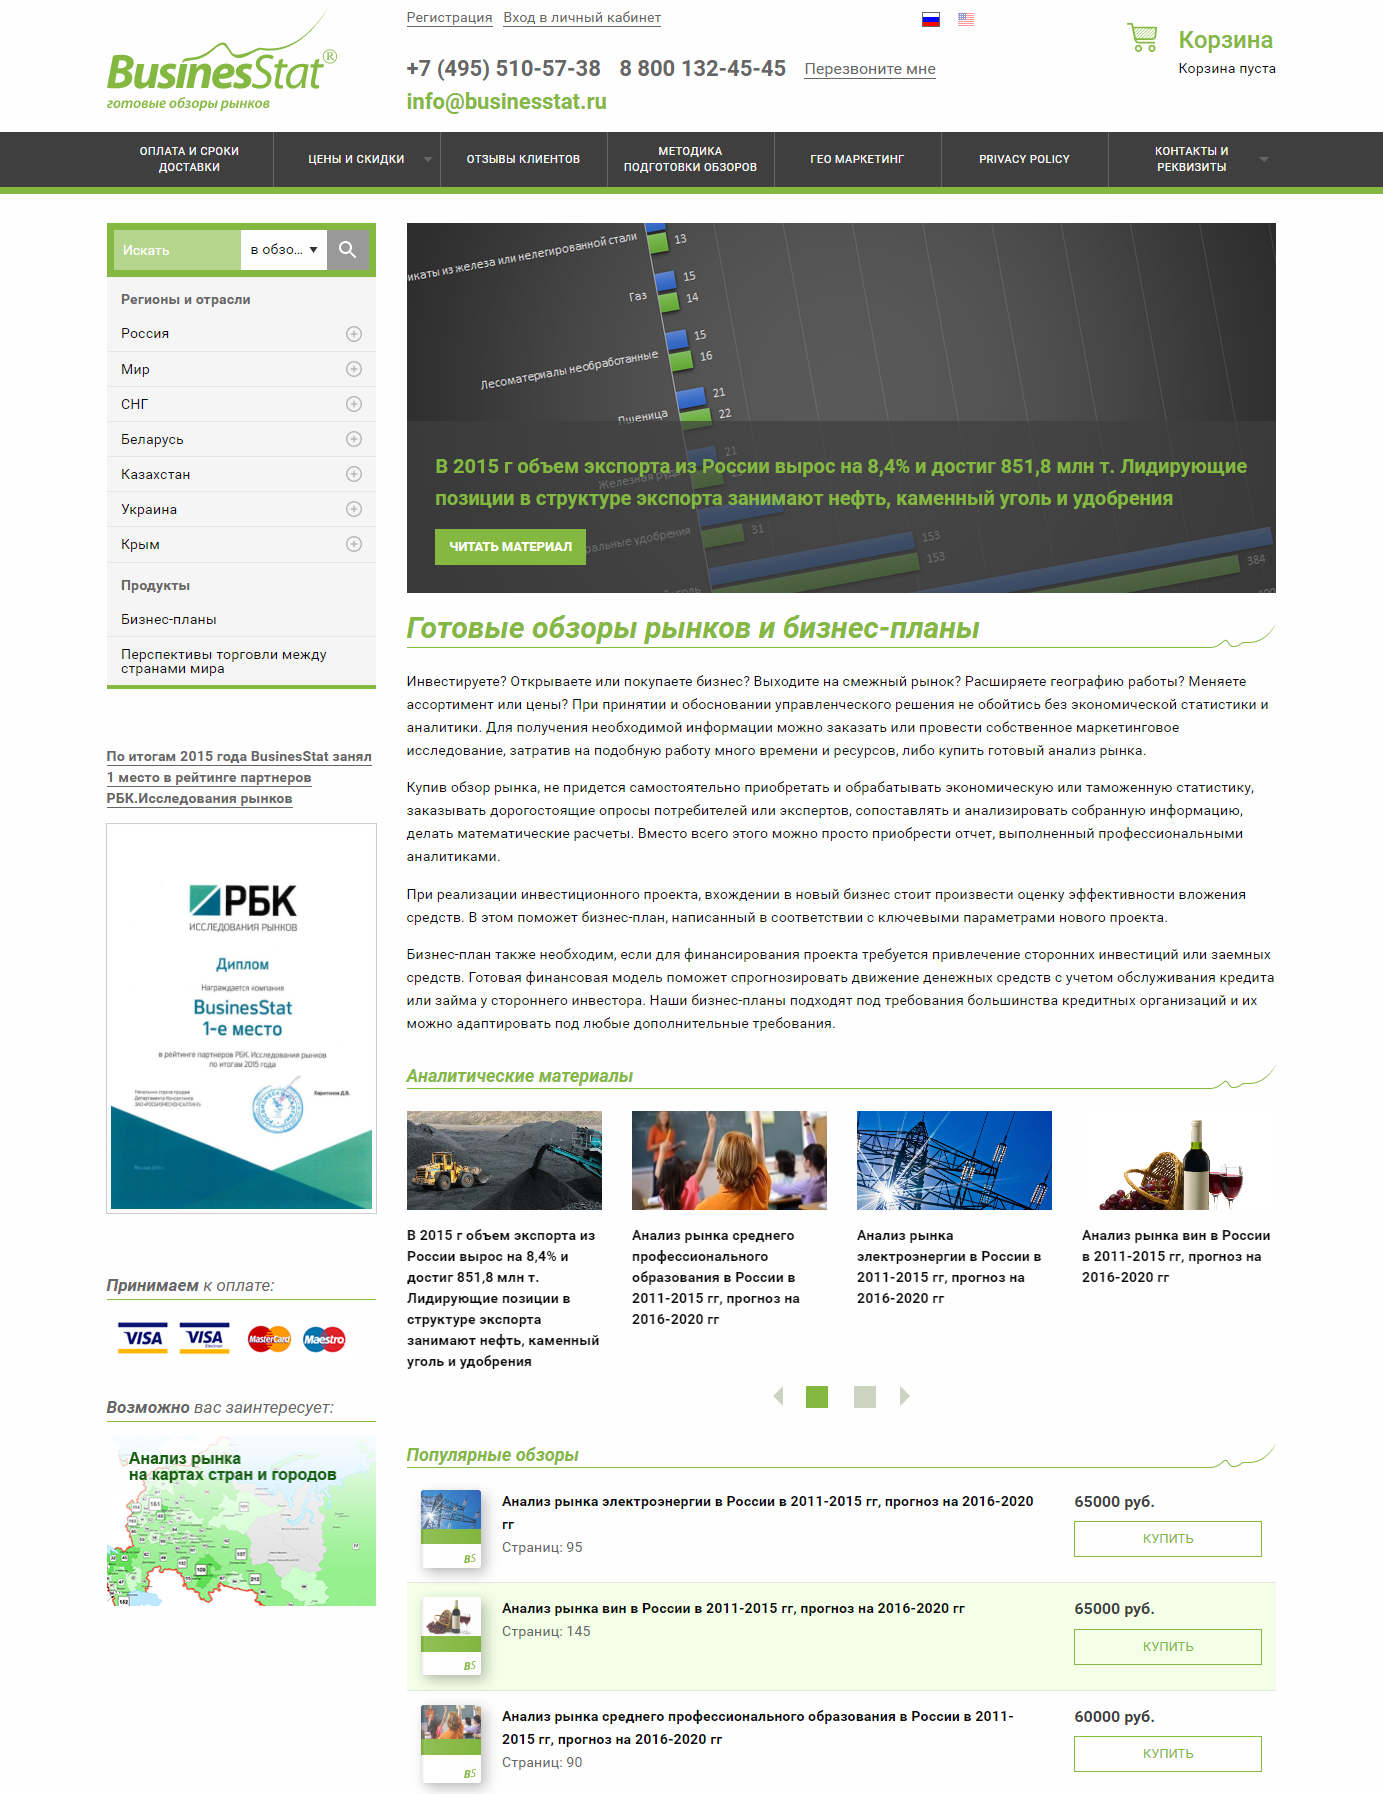 Регистрация Вход в личный кабинет
BusinesStat®
готовые обзоры рынков
+7 (495) 510-57-38 8 800 132-45-45 Перезвоните мне
info@businesstat.ru
Корзина
Корзина пуста
ОПЛАТА И СРОКИ
ДОСТАВКИ
ЦЕНЫ И СКИДКИ
ОТЗЫВЫ КЛИЕНТОВ
МЕТОДИКА
ПОДГОТОВКИ ОБЗОРОВ
ГЕО МАРКЕТИНГ
PRIVACY POLICY
КОНТАКТЫ И
РЕКВИЗИТЫ
Искать
в обзо...
Регионы и отрасли
Россия
Мир
СНГ
Беларусь
Казахстан
Украина
Крым
Продукты
Бизнес-планы
Перспективы торговли между
странами мира
По итогам 2015 года BusinesStat занял
1 место в рейтинге партнеров
РБК.Исследования рынков
РБК
ИССЛЕДОВАНИЯ РЫНКОВ
Диплом
Награждается компания
BusinesStat
1-е место
в рейтинге партнеров РБК. Исследования рынков
по итогам 2015 года
Принимаем к оплате:
VISA
VISA
Electron
MasterCard
Maestro
Возможно вас заинтересует:
Анализ рынка
на картах стран и городов
икаты из железа или нелегированной стали
13
Газ
15
14
Лесоматериалы необработанные
15
16
Пшеница
21
22
Железная руда
21
В 2015 г объем экспорта из России вырос на 8,4% и достиг 851,8 млн т. Лидирующие
позиции в структуре экспорта занимают нефть, каменный уголь и удобрения
ЧИТАТЬ МАТЕРИАЛ
ральные удобрения
31
153
153
384
Готовые обзоры рынков и бизнес-планы
Инвестируете? Открываете или покупаете бизнес? Выходите на смежный рынок? Расширяете географию работы? Меняете
ассортимент или цены? При принятии и обосновании управленческого решения не обойтись без экономической статистики и
аналитики. Для получения необходимой информации можно заказать или провести собственное маркетинговое
исследование, затратив на подобную работу много времени и ресурсов, либо купить готовый анализ рынка.
Купив обзор рынка, не придется самостоятельно приобретать и обрабатывать экономическую или таможенную статистику,
заказывать дорогостоящие опросы потребителей или экспертов, сопоставлять и анализировать собранную информацию,
делать математические расчеты. Вместо всего этого можно просто приобрести отчет, выполненный профессиональными
аналитиками.
При реализации инвестиционного проекта, вхождении в новый бизнес стоит произвести оценку эффективности вложения
средств. В этом поможет бизнес-план, написанный в соответствии с ключевыми параметрами нового проекта.
Бизнес-план также необходим, если для финансирования проекта требуется привлечение сторонних инвестиций или заемных
средств. Готовая финансовая модель поможет спрогнозировать движение денежных средств с учетом обслуживания кредита
или займа у стороннего инвестора. Наши бизнес-планы подходят под требования большинства кредитных организаций и их
можно адаптировать под любые дополнительные требования.
Аналитические материалы
В 2015 г объем экспорта из
России вырос на 8,4% и
достиг 851,8 млн т.
Лидирующие позиции в
структуре экспорта
занимают нефть, каменный
уголь и удобрения
Анализ рынка среднего
профессионального
образования в России в
2011-2015 гг, прогноз на
2016-2020 гг
Анализ рынка
электроэнергии в России в
2011-2015 гг, прогноз на
2016-2020 гг
Анализ рынка вин в России
в 2011-2015 гг, прогноз на
2016-2020 гг
Популярные обзоры
BS
Анализ рынка электроэнергии в России в 2011-2015 гг, прогноз на 2016-2020
гг
Страниц: 95
65000 руб.
КУПИТЬ
BS
Анализ рынка вин в России в 2011-2015 гг, прогноз на 2016-2020 гг
Страниц: 145
65000 руб.
КУПИТЬ
BS
Анализ рынка среднего профессионального образования в России в 2011-
2015 гг, прогноз на 2016-2020 гг
Страниц: 90
60000 руб.
КУПИТЬ